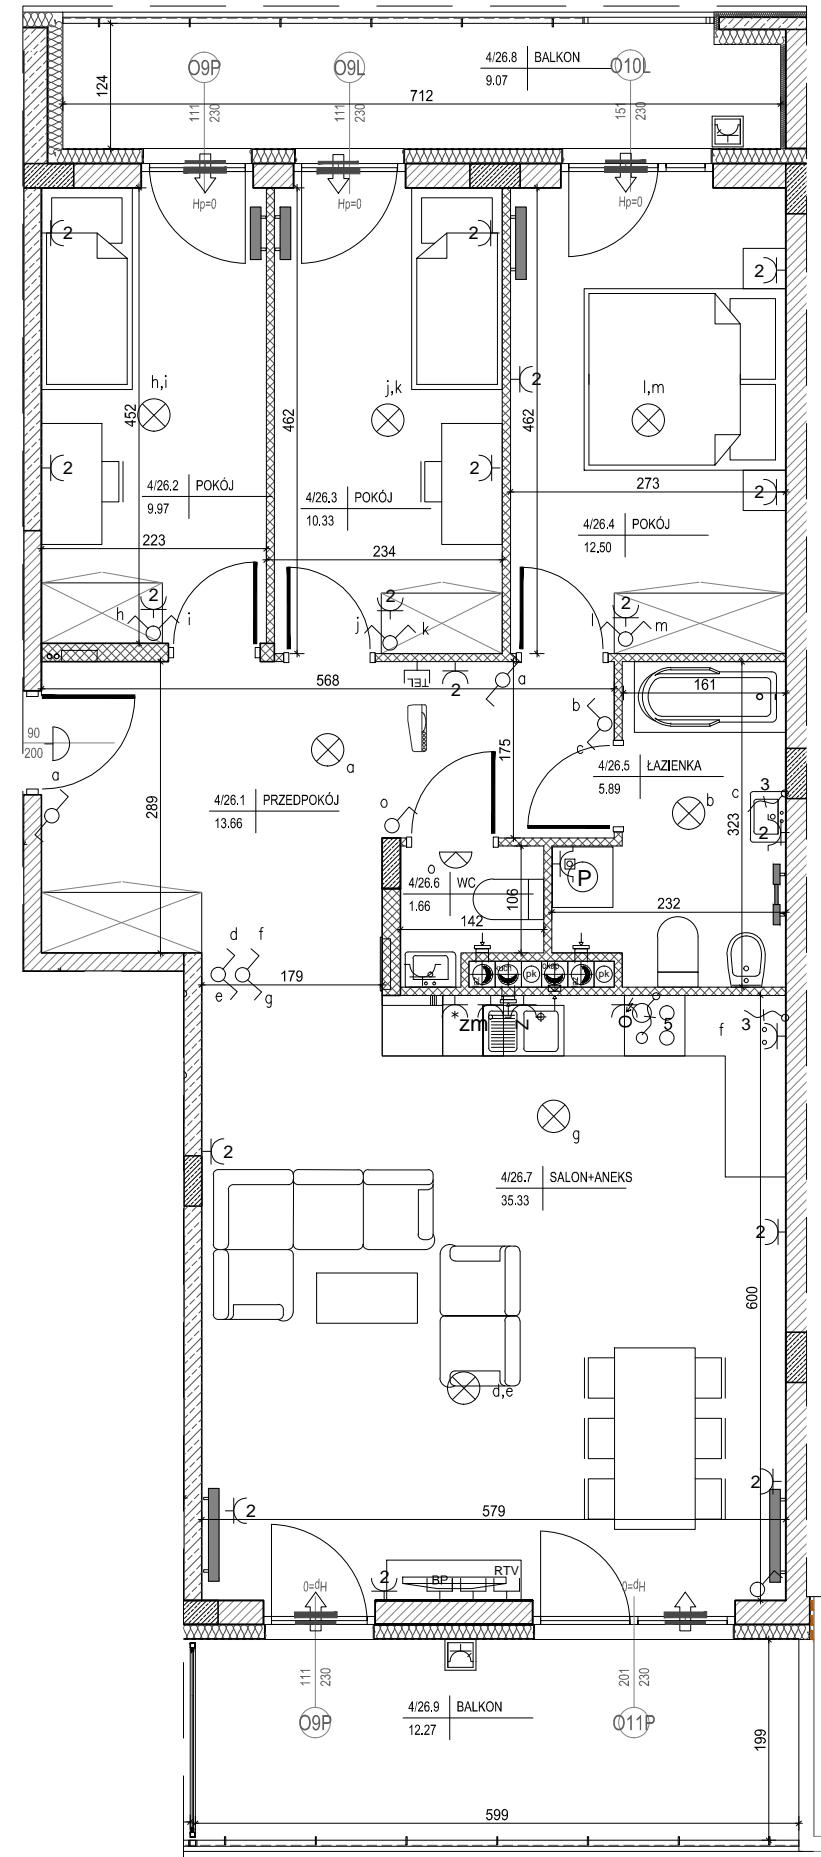 O9P
O9L
4/26.8 BALKON
9.07
O10L
124
712
111
230
111
230
151
230
Hp=0
Hp=0
Hp=0
2
2
2
h,i
j,k
2
l,m
452
462
462
2
2
2
273
4/26.2 POKÓJ
9.97
4/26.3 POKÓJ
10.33
4/26.4 POKÓJ
12.50
223
234
h
2
i
j
2
k
l
2
m
568
TEL
2
a
161
90
200
a
a
b
c
175
4/26.5 ŁAZIENKA
5.89
289
4/26.1 PRZEDPOKÓJ
13.66
o
b
c
3
2
323
o
4/26.6 WC
1.66
106
P
142
232
d
f
e
g
179
pk
pk
*zm
z
o
5
f
3
g
2
4/26.7 SALON+ANEKS
35.33
2
600
d,e
2
2
579
2
BP
RTV
Hp=0
Hp=0
111
230
201
230
O9P
4/26.9 BALKON
12.27
O11P
199
599